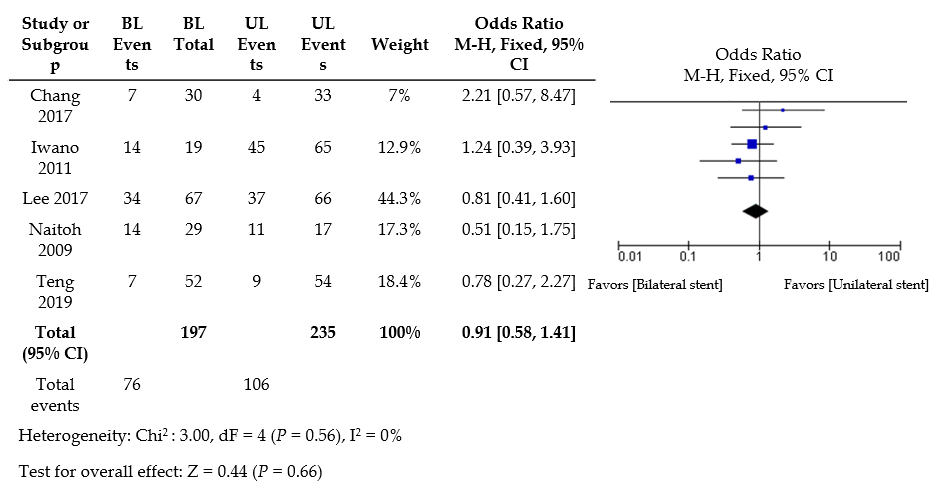 Study or Subgrou p BL Even ts BL Total UL Even ts UL Event s Weight Odds Ratio M-H, Fixed, 95% CI
Odds Ratio
M-H, Fixed, 95% CI
Chang 2017 7 30 4 33 7% 2.21 [0.57, 8.47]
Iwano 2011 14 19 45 65 12.9% 1.24 [0.39, 3.93]
Lee 2017 34 67 37 66 44.3% 0.81 [0.41, 1.60]
Naitoh 2009 14 29 11 17 17.3% 0.51 [0.15, 1.75]
Teng 2019 7 52 9 54 18.4% 0.78 [0.27, 2.27]
Total (95% CI) 197 235 100% 0.91 [0.58, 1.41]
Total events 76 106
0.01 0.1 1 10 100
Favors [Bilateral stent] Favors [Unilateral stent]
Heterogeneity: Chi² : 3.00, dF = 4 (P = 0.56), I² = 0%
Test for overall effect: Z = 0.44 (P = 0.66)